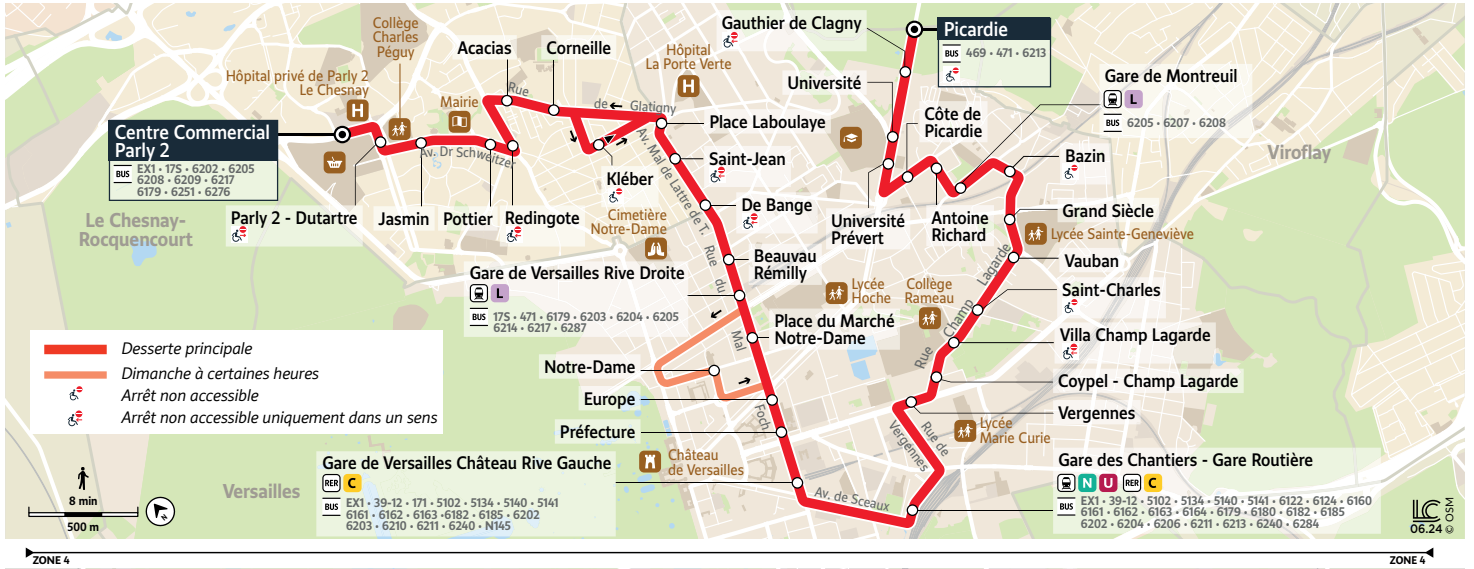 Centre Commercial
Parly 2
BUS
EX1 • 17S • 6202 • 6205
6208 • 6209 • 6217
6179 • 6251 • 6276
Hôpital privé de Parly 2
Le Chesnay
H
Collège
Charles
Péguy
Mairie
Parly 2 - Dutartre
Jasmin
Pottier
Redingote
Av. Dr Schweitzer
Acacias
Corneille
Rue
de
Glatigny
Kléber
Hôpital
La Porte Verte
H
Place Laboulaye
Saint-Jean
De Bange
Av. Mal de Lattre de T.
Cimetière
Notre-Dame
Beauvau
Rémilly
Rue du
Mal
Foch
Gare de Versailles Rive Droite
L
BUS
17S • 471 • 6179 • 6203 • 6204 • 6205
6214 • 6217 • 6287
Place du Marché
Notre-Dame
Notre-Dame
Europe
Préfecture
Château
de Versailles
Gare de Versailles Château Rive Gauche
RER C
BUS
EX1 • 39-12 • 171 • 5102 • 5134 • 5140 • 5141
6161 • 6162 • 6163 • 6182 • 6185 • 6202
6203 • 6210 • 6211 • 6240 • N145
Av. de Sceaux
Gare des Chantiers - Gare Routière
N U RER C
BUS
EX1 • 39-12 • 5102 • 5134 • 5140 • 5141 • 6122 • 6124 • 6160
6161 • 6162 • 6163 • 6164 • 6179 • 6180 • 6182 • 6185
6202 • 6204 • 6206 • 6211 • 6213 • 6240 • 6284
Rue de
Vergennes
Lycée
Marie Curie
Vergennes
Coypel - Champ Lagarde
Villa Champ Lagarde
Saint-Charles
Vauban
Rue Champ Lagarde
Collège
Rameau
Lycée
Hoche
Lycée Sainte-Geneviève
Grand Siècle
Bazin
Gare de Montreuil
L
BUS
6205 • 6207 • 6208
Antoine
Richard
Côte de
Picardie
Université
Prévert
Université
Gauthier de Clagny
Picardie
BUS
469 • 471 • 6213
Le Chesnay-
Rocquencourt
Versailles
Viroflay
Desserte principale
Dimanche à certaines heures
Arrêt non accessible
Arrêt non accessible uniquement dans un sens
8 min
500 m
LC
06.24 © OSM
ZONE 4
ZONE 4